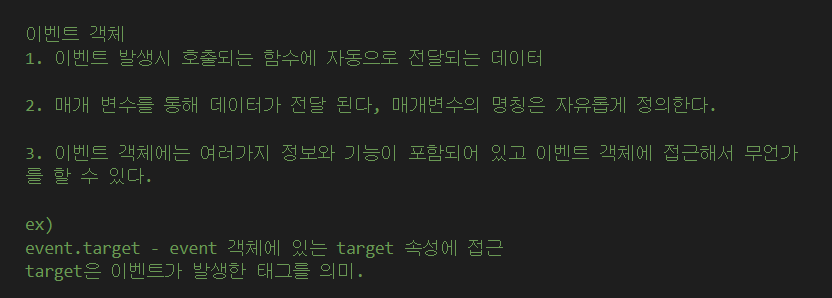 이벤트 객체
1. 이벤트 발생시 호출되는 함수에 자동으로 전달되는 데이터
2. 매개 변수를 통해 데이터가 전달 된다, 매개변수의 명칭은 자유롭게 정의한다.
3. 이벤트 객체에는 여러가지 정보와 기능이 포함되어 있고 이벤트 객체에 접근해서 무언가
를 할 수 있다.
ex)
event.target - event 객체에 있는 target 속성에 접근
target은 이벤트가 발생한 태그를 의미.